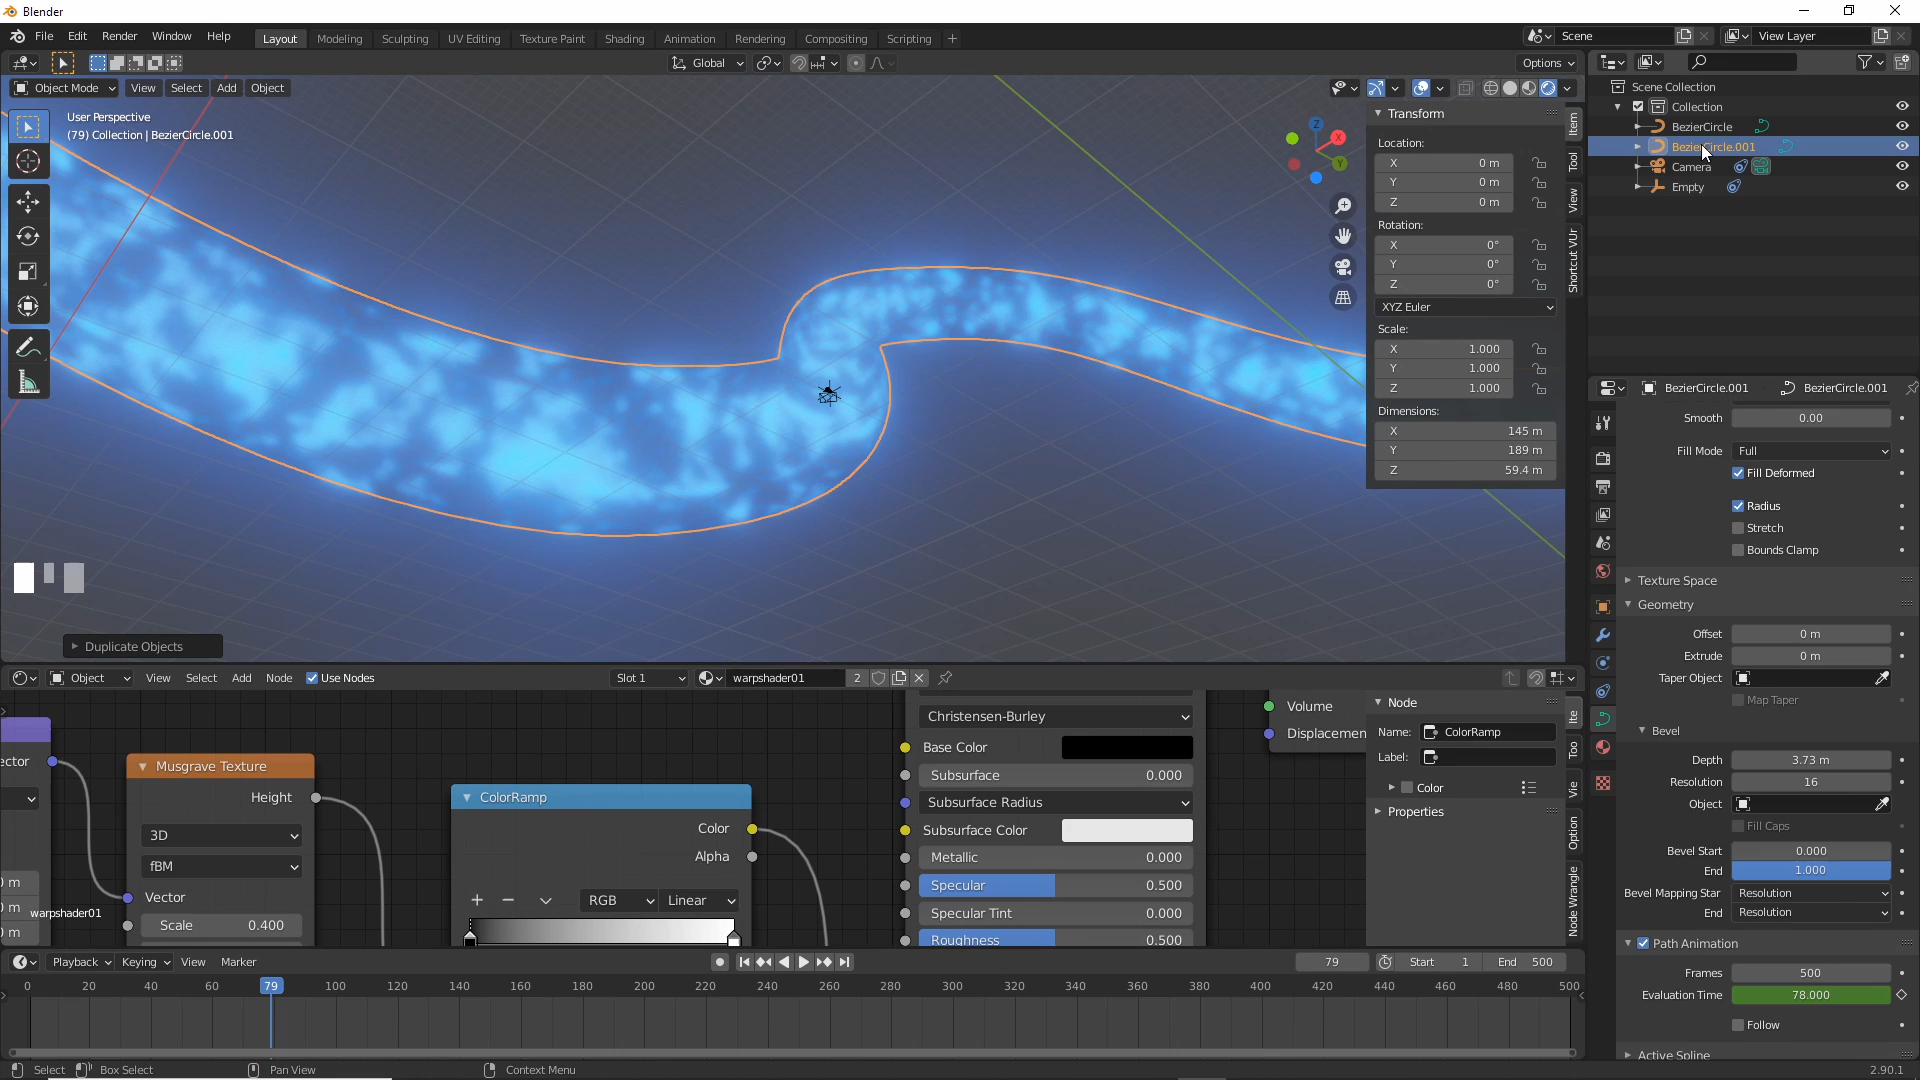 Blender
File Edit Render Window Help
Layout Modeling Sculpting UV Editing Texture Paint Shading Animation Rendering Compositing Scripting +
Scene View Layer
Global Options
Object Mode View Select Add Object
User Perspective
(79) Collection | BezierCircle.001
Z X Y
Transform
Location:
X 0 m
Y 0 m
Z 0 m
Rotation:
X 0°
Y 0°
Z 0°
XYZ Euler
Scale:
X 1.000
Y 1.000
Z 1.000
Dimensions:
X 145 m
Y 189 m
Z 59.4 m
Item
Tool
View
Shortcut VUr
Duplicate Objects
Scene Collection
Collection
BezierCircle
BezierCircle.001
Camera
Empty
BezierCircle.001 BezierCircle.001
Smooth 0.00
Fill Mode Full
Fill Deformed
Radius
Stretch
Bounds Clamp
Texture Space
Geometry
Offset 0 m
Extrude 0 m
Taper Object
Map Taper
Bevel
Depth 3.73 m
Resolution 16
Object
Fill Caps
Bevel Start 0.000
End 1.000
Bevel Mapping Star Resolution
End Resolution
Path Animation
Frames 500
Evaluation Time 78.000
Follow
Active Spline
Object View Select Add Node Use Nodes Slot 1 warpshader01 2
ector
Musgrave Texture
Height
3D
fBM
Vector
Scale 0.400
0 m
0 m
0 m
warpshader01
ColorRamp
Color
Alpha
+ − RGB Linear
Christensen-Burley
Base Color
Subsurface 0.000
Subsurface Radius
Subsurface Color
Metallic 0.000
Specular 0.500
Specular Tint 0.000
Roughness 0.500
Volume
Displacemen
Node
Name: ColorRamp
Label:
Color
Properties
Ite
Too
Vie
Option
Node Wrangle
Playback Keying View Marker 79 Start 1 End 500
0 20 40 60 79 100 120 140 160 180 200 220 240 260 280 300 320 340 360 380 400 420 440 460 480 500
Select Box Select Pan View Context Menu 2.90.1